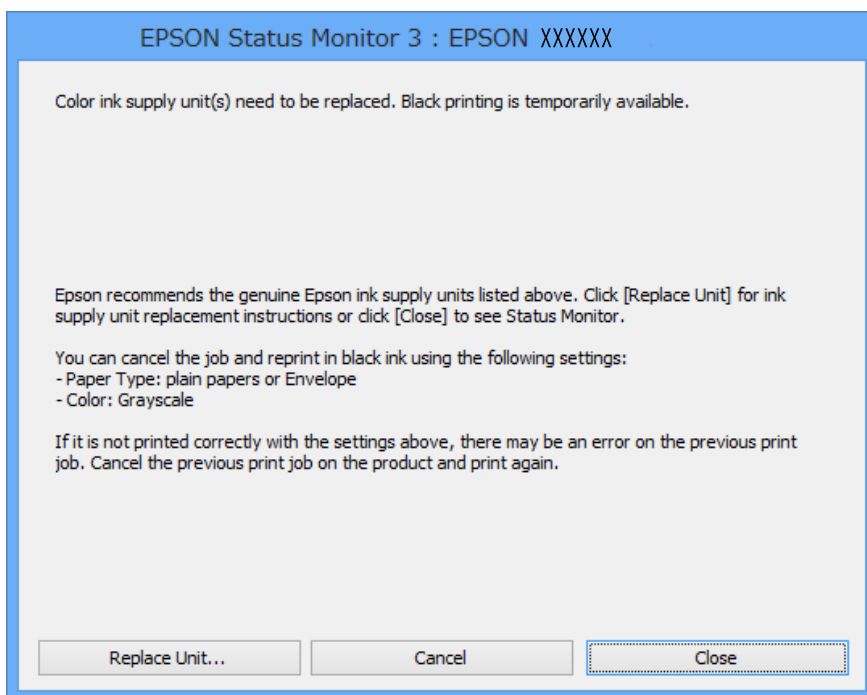 EPSON Status Monitor 3 : EPSON XXXXXX
Color ink supply unit(s) need to be replaced. Black printing is temporarily available.
Epson recommends the genuine Epson ink supply units listed above. Click [Replace Unit] for ink
supply unit replacement instructions or click [Close] to see Status Monitor.
You can cancel the job and reprint in black ink using the following settings:
- Paper Type: plain papers or Envelope
- Color: Grayscale
If it is not printed correctly with the settings above, there may be an error on the previous print
job. Cancel the previous print job on the product and print again.
Replace Unit... Cancel Close